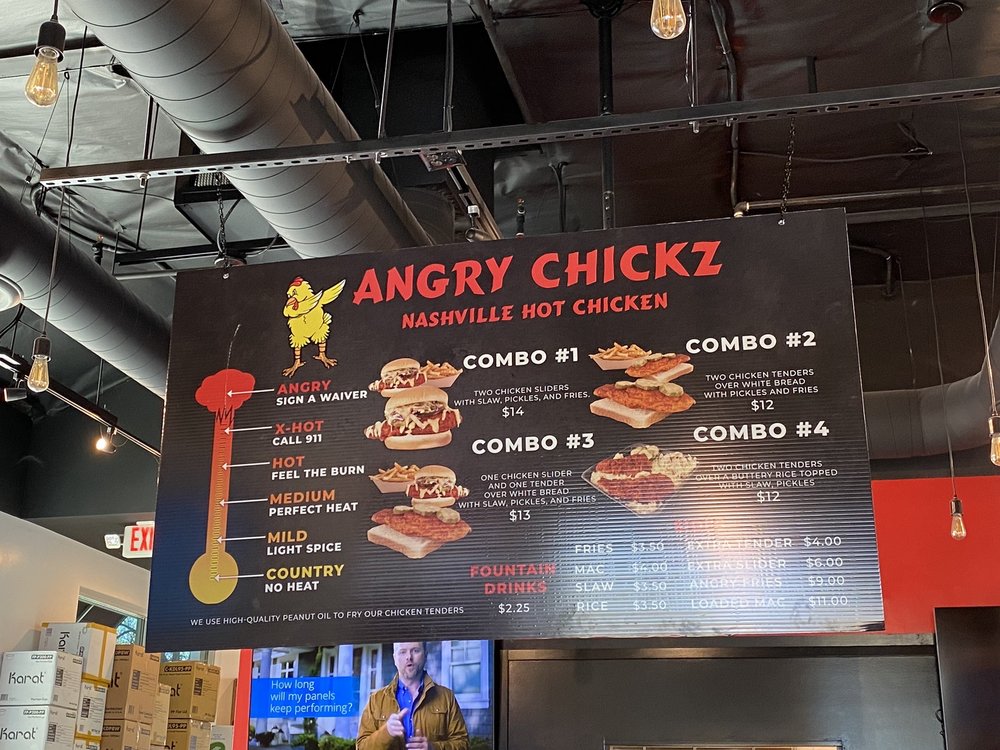 ANGRY CHICKZ
NASHVILLE HOT CHICKEN
ANGRY
SIGN A WAIVER
X-HOT
CALL 911
HOT
FEEL THE BURN
MEDIUM
PERFECT HEAT
MILD
LIGHT SPICE
COUNTRY
NO HEAT
WE USE HIGH-QUALITY PEANUT OIL TO FRY OUR CHICKEN TENDERS
COMBO #1
TWO CHICKEN SLIDERS
WITH SLAW, PICKLES, AND FRIES.
$14
COMBO #2
TWO CHICKEN TENDERS
OVER WHITE BREAD
WITH PICKLES AND FRIES
$12
COMBO #3
ONE CHICKEN SLIDER
AND ONE TENDER
OVER WHITE BREAD
WITH SLAW, PICKLES, AND FRIES
$13
COMBO #4
TWO CHICKEN TENDERS
OVER A BUTTERY RICE TOPPED
WITH SLAW, PICKLES
$12
FOUNTAIN
DRINKS
$2.25
FRIES $3.50
MAC $4.00
SLAW $3.50
RICE $3.50
EXTRA TENDER $4.00
EXTRA SLIDER $6.00
ANGRY FRIES $9.00
LOADED MAC $11.00
EXI
How long
will my panels
keep performing?
Karat
Karat
Karat